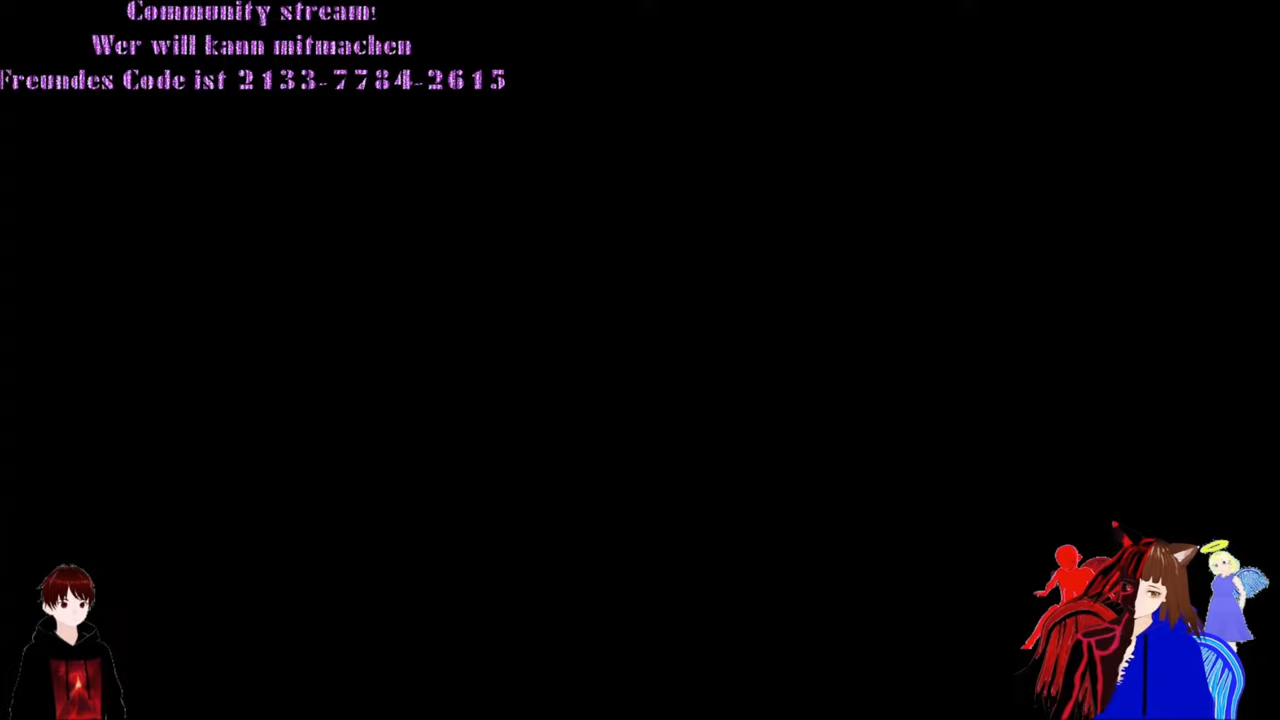 Community stream!
Wer will kann mitmachen
Freundes Code ist 2133-7784-2615